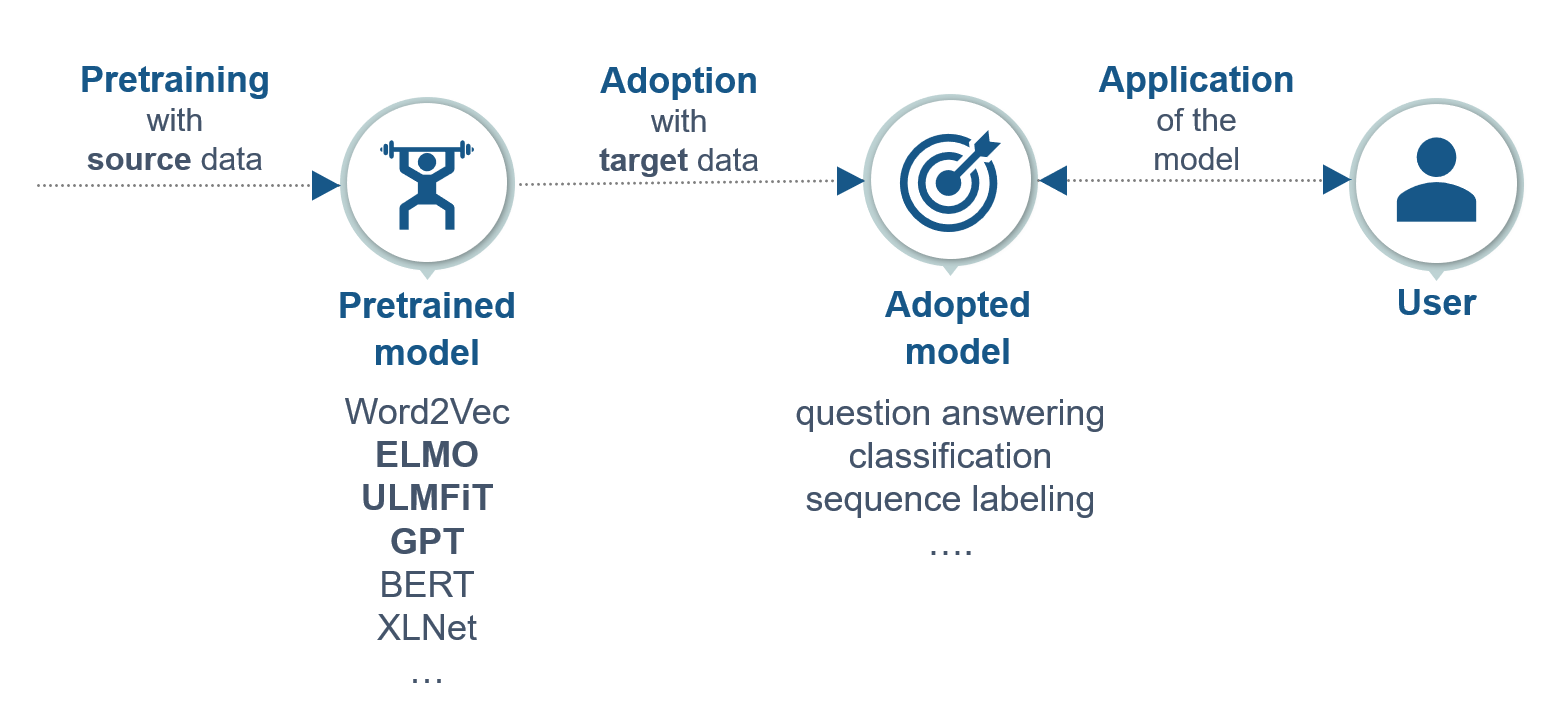 Pretraining
with
source data
Adoption
with
target data
Application
of the
model
Pretrained
model
Word2Vec
ELMO
ULMFiT
GPT
BERT
XLNet
...
Adopted
model
question answering
classification
sequence labeling
....
User